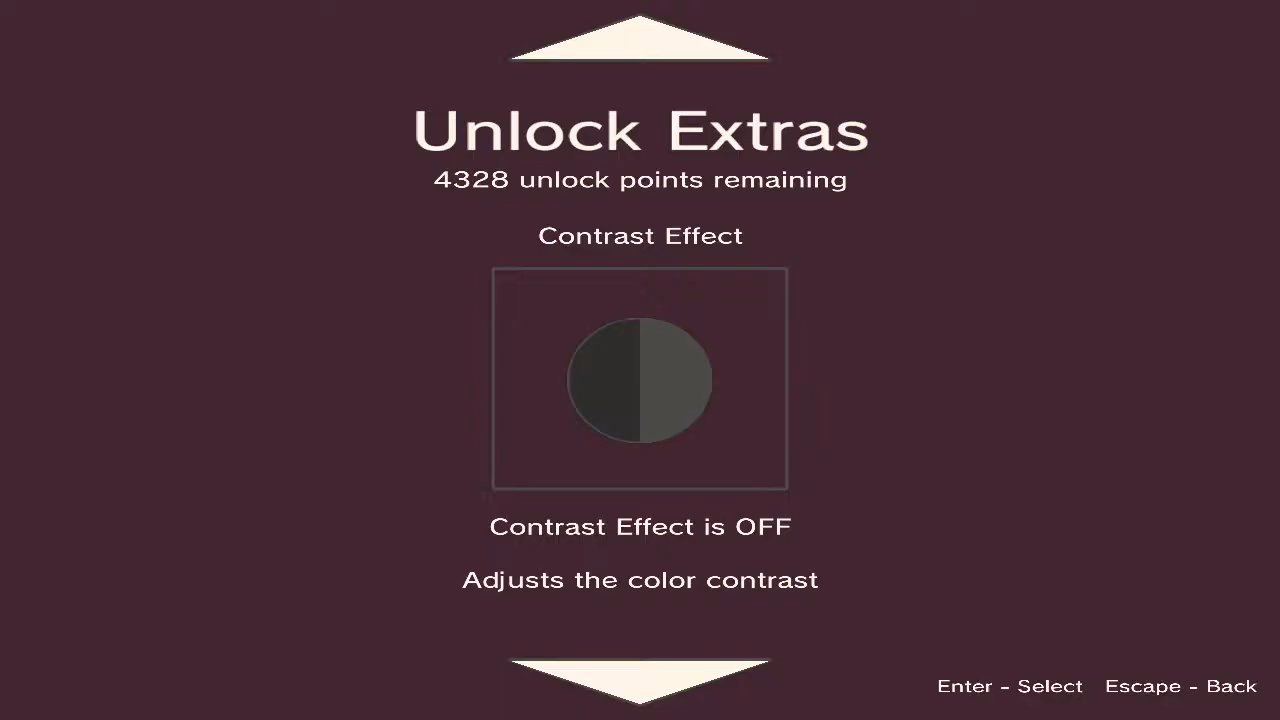 Unlock Extras
4328 unlock points remaining
Contrast Effect
Contrast Effect is OFF
Adjusts the color contrast
Enter - Select Escape - Back